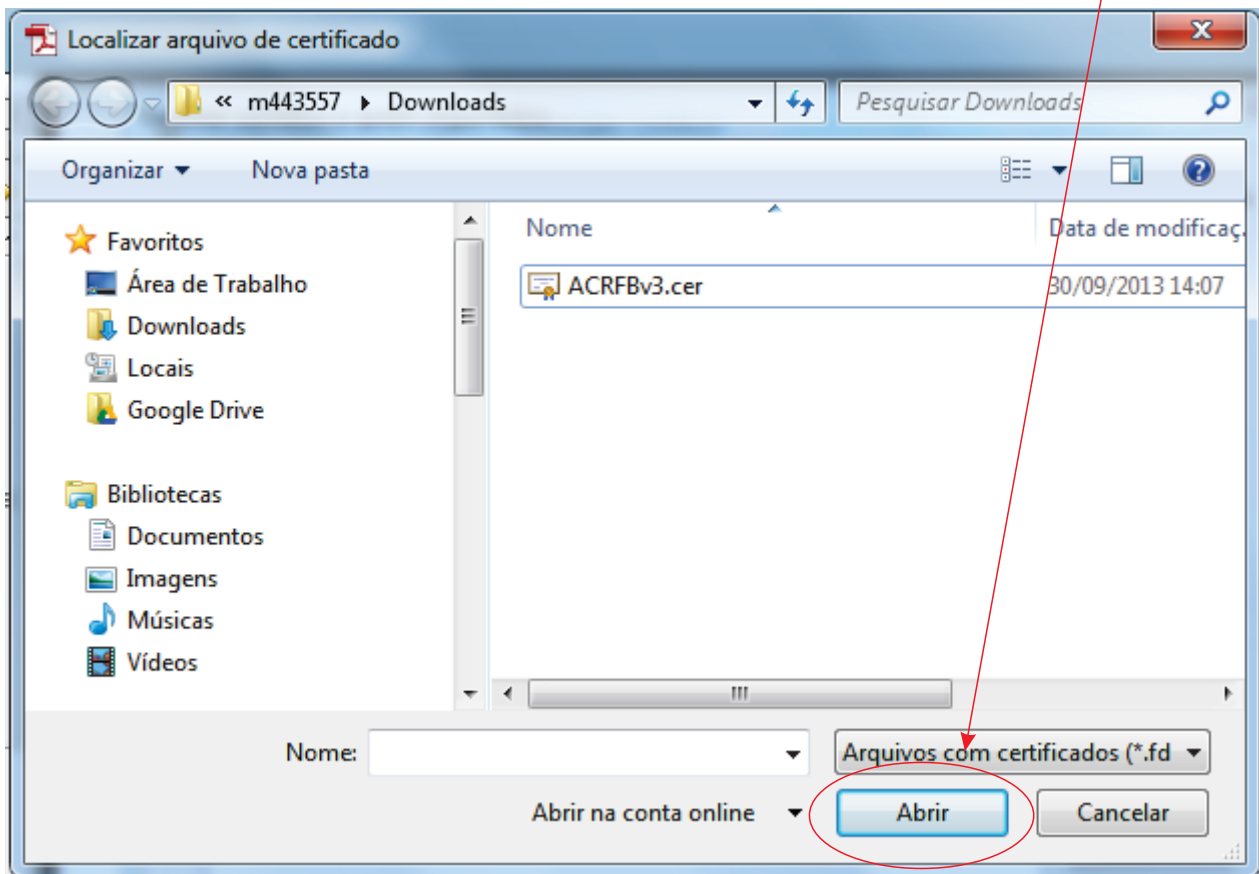 Localizar arquivo de certificado
x
« m443557 ▸ Downloads
Pesquisar Downloads
Organizar ▾ Nova pasta
?
Nome Data de modificaç
Favoritos
ACRFBv3.cer 30/09/2013 14:07
Área de Trabalho
Downloads
Locais
Google Drive
Bibliotecas
Documentos
Imagens
Músicas
Vídeos
Nome:
Arquivos com certificados (*.fd
Abrir na conta online Abrir Cancelar